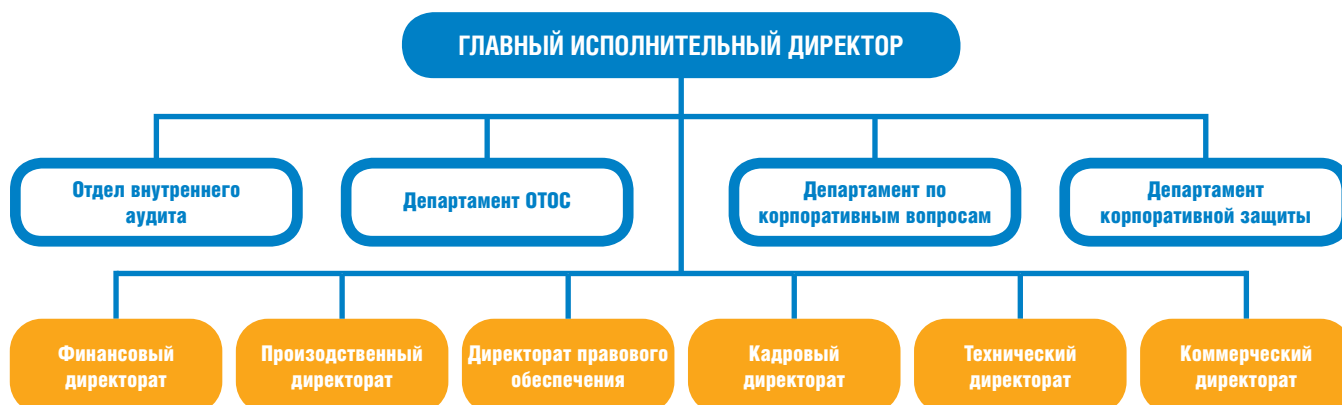 ГЛАВНЫЙ ИСПОЛНИТЕЛЬНЫЙ ДИРЕКТОР
Отдел внутреннего
аудита
Департамент ОТОС
Департамент по
корпоративным вопросам
Департамент
корпоративной защиты
Финансовый
директорат
Произодственный
директорат
Директорат правового
обеспечения
Кадровый
директорат
Технический
директорат
Коммерческий
директорат